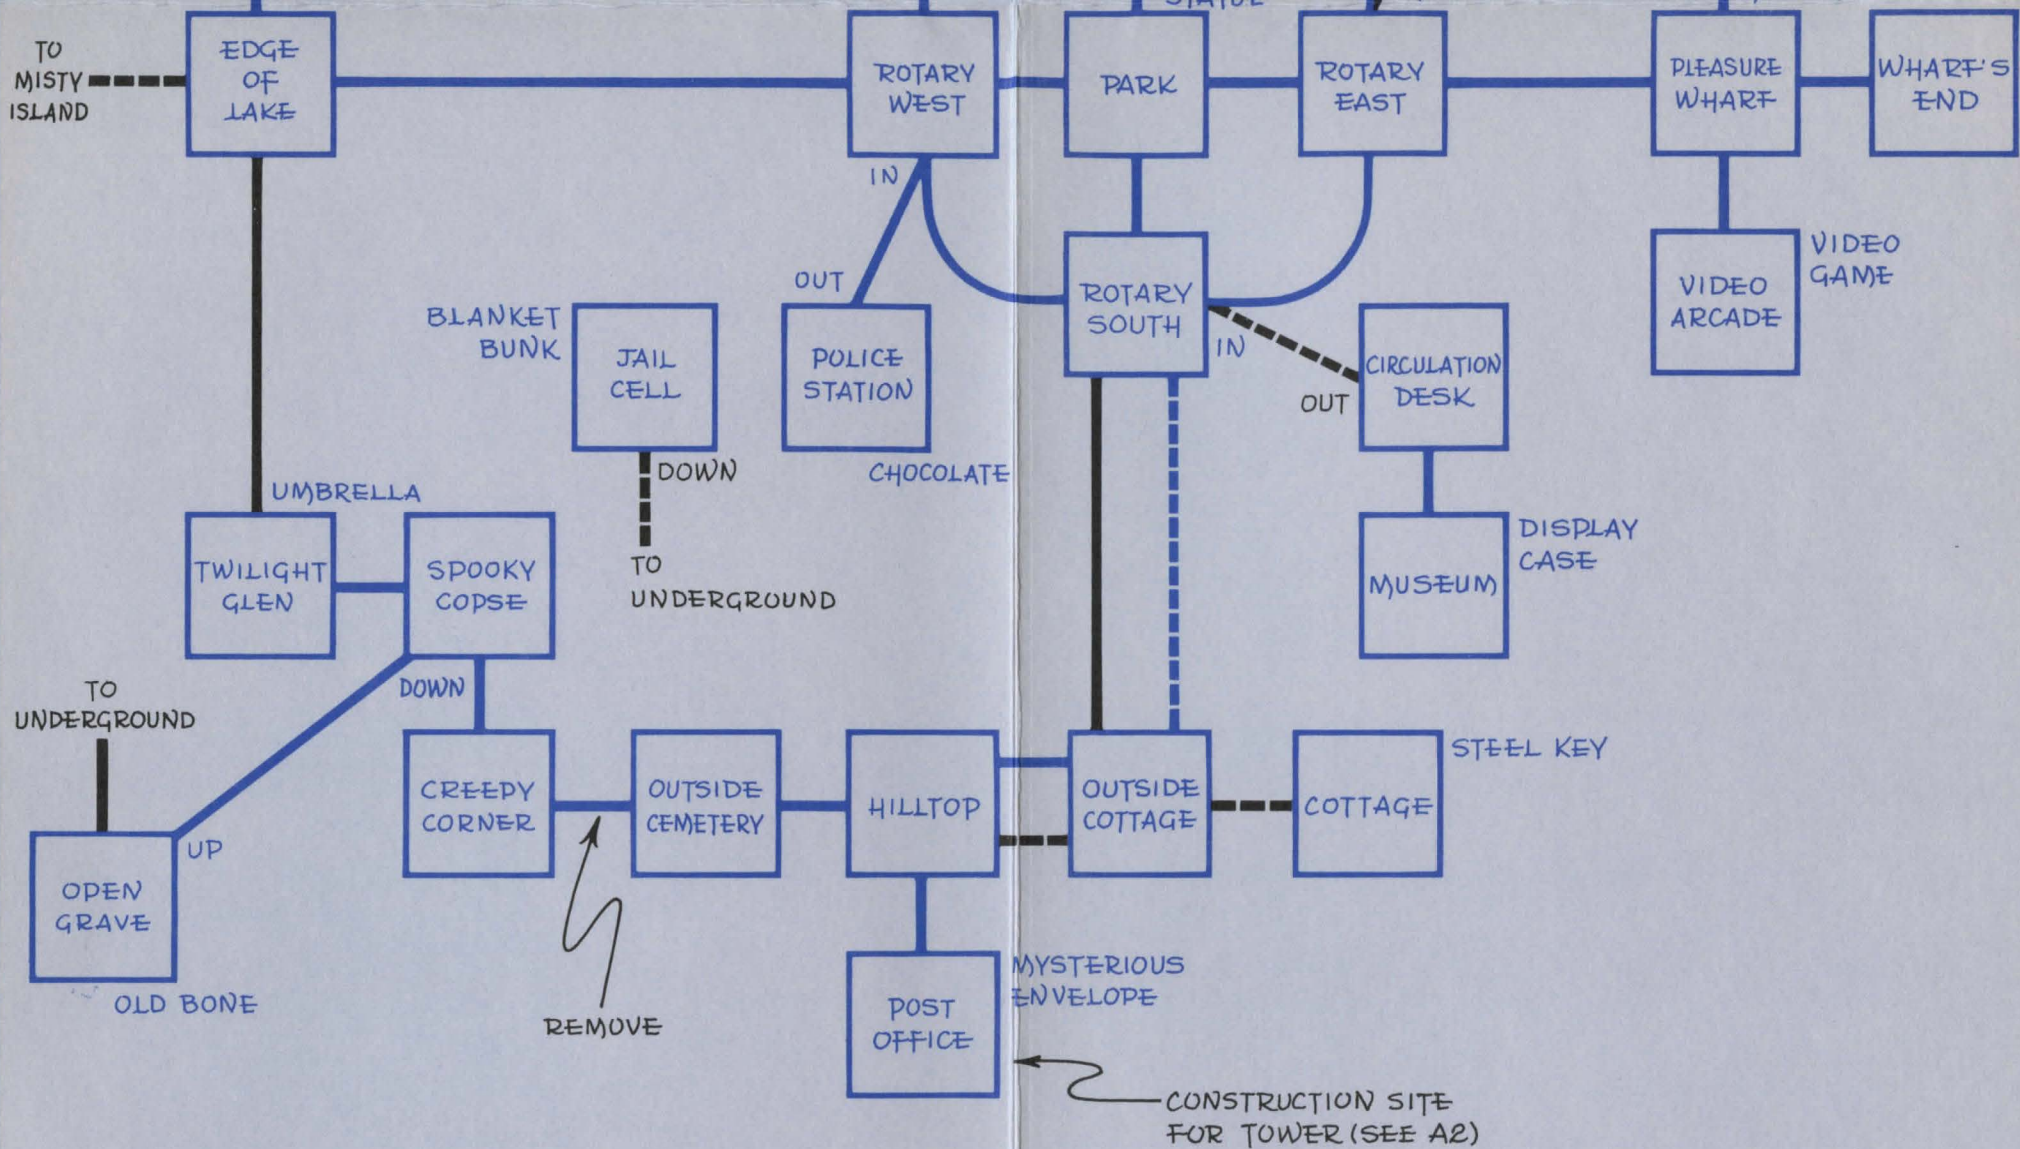 TO
MISTY
ISLAND
EDGE
OF
LAKE
ROTARY
WEST
PARK
ROTARY
EAST
PLEASURE
WHARF
WHARF'S
END
IN
OUT
BLANKET
BUNK
JAIL
CELL
DOWN
TO
UNDERGROUND
POLICE
STATION
CHOCOLATE
ROTARY
SOUTH
IN
OUT
CIRCULATION
DESK
VIDEO
ARCADE
VIDEO
GAME
UMBRELLA
TWILIGHT
GLEN
SPOOKY
COPSE
DOWN
MUSEUM
DISPLAY
CASE
TO
UNDERGROUND
UP
OPEN
GRAVE
OLD BONE
CREEPY
CORNER
OUTSIDE
CEMETERY
HILLTOP
OUTSIDE
COTTAGE
COTTAGE
STEEL KEY
REMOVE
POST
OFFICE
MYSTERIOUS
ENVELOPE
CONSTRUCTION SITE
FOR TOWER (SEE A2)